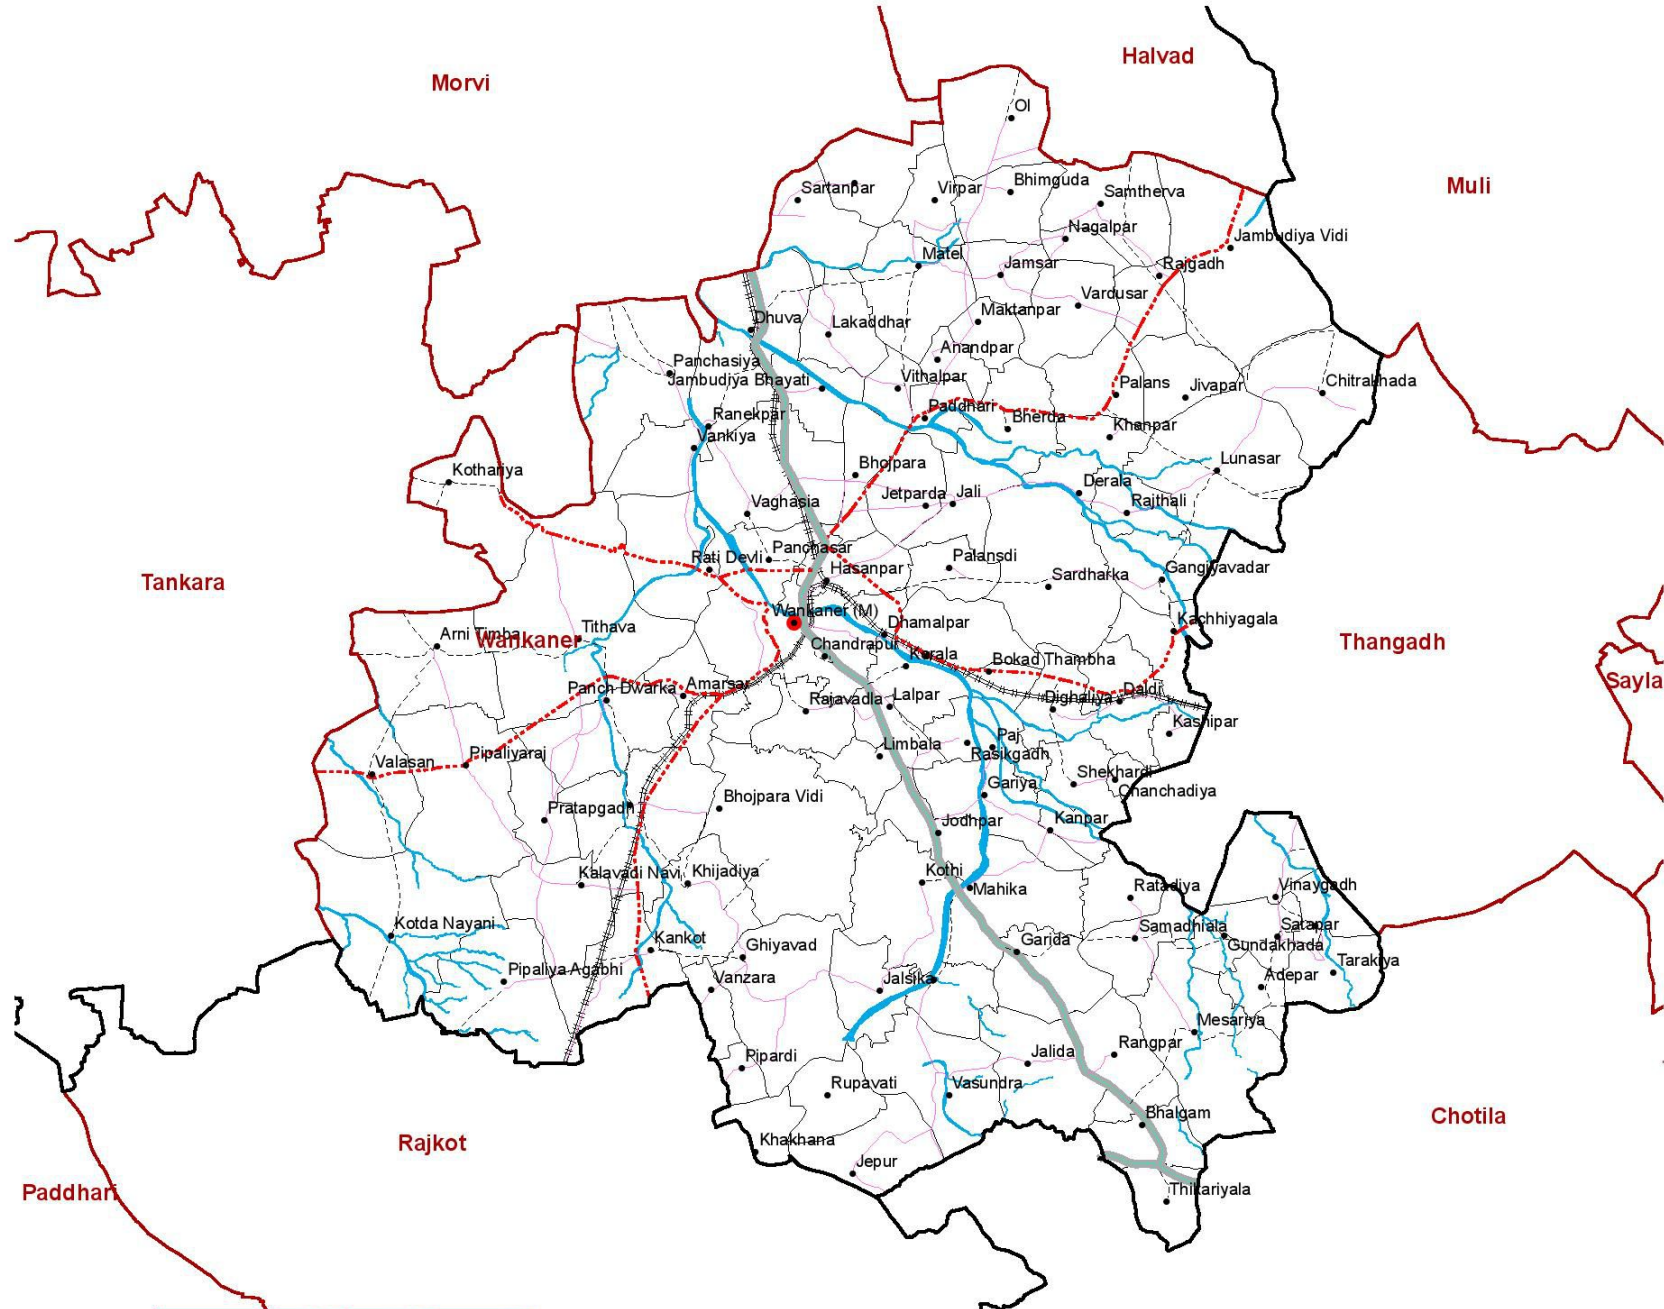 Halvad
Morvi
Ol
Bhimguda
Sartanpar
Virpar
Samtherva
Muli
Nagalpar
Jambudiya Vidi
Matel
Jamsar
Rajgadh
Vardusar
Maktanpar
Dhuva
Lakaddhar
Anandpar
Panchasiya
Jambudiya Bhayati
Vithalpar
Palans
Jivapar
Chitrakhada
Ranekpar
Paddhari
Bherda
Khanpar
Vankiya
Kothariya
Bhojpara
Lunasar
Vaghasia
Jetparda
Jali
Derala
Rajthali
Panchasar
Rati Devli
Hasanpar
Palansdi
Sardharka
Gangiyavadar
Tankara
Wankaner (M)
Dhamalpar
Kachhiyagala
Arni Timba
Wankaner
Tithava
Chandrapur
Kerala
Bokad Thambha
Thangadh
Sayla
Panch Dwarka
Amarsar
Rajavadla
Lalpar
Dighaliya
Daldi
Kashipar
Valasan
Pipaliyaraj
Limbala
Paj
Rasikgadh
Shekhardi
Gariya
Chanchadiya
Bhojpara Vidi
Pratapgadh
Jodhpar
Kanpar
Kalavadi Navi
Khijadiya
Kothi
Mahika
Ratadiya
Vinaygadh
Kotda Nayani
Kankot
Ghiyavad
Garida
Samadhiala
Satapar
Gundakhada
Pipaliya Agabhi
Vanzara
Jalsika
Adepar
Tarakiya
Mesariya
Pipardi
Jalida
Rangpar
Rupavati
Vasundra
Bhalgam
Chotila
Rajkot
Khakhana
Jepur
Paddhari
Thikariyala